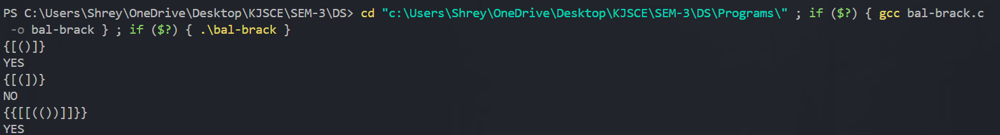 PS C:\Users\Shrey\OneDrive\Desktop\KJSCE\SEM-3\DS> cd "c:\Users\Shrey\OneDrive\Desktop\KJSCE\SEM-3\DS\Programs\" ; if ($?) { gcc bal-brack.c
 -o bal-brack } ; if ($?) { .\bal-brack }
{[()]}
YES
{[(])}
NO
{{[[(())]]}}
YES